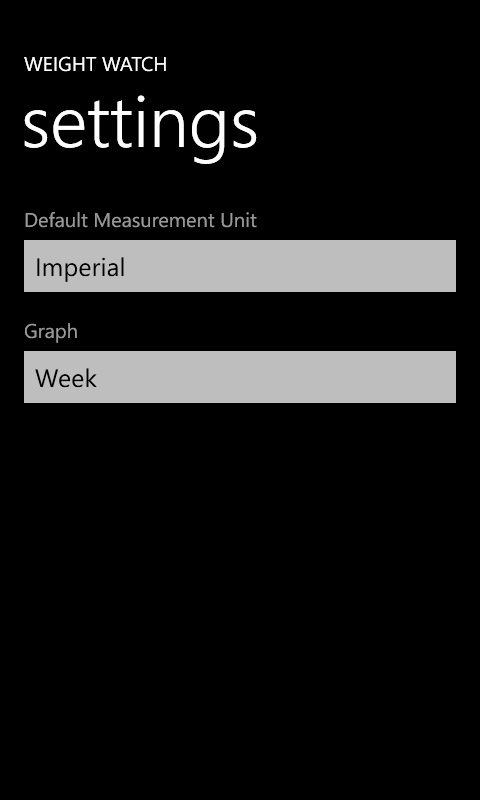 WEIGHT WATCH
settings
Default Measurement Unit
Imperial
Graph
Week